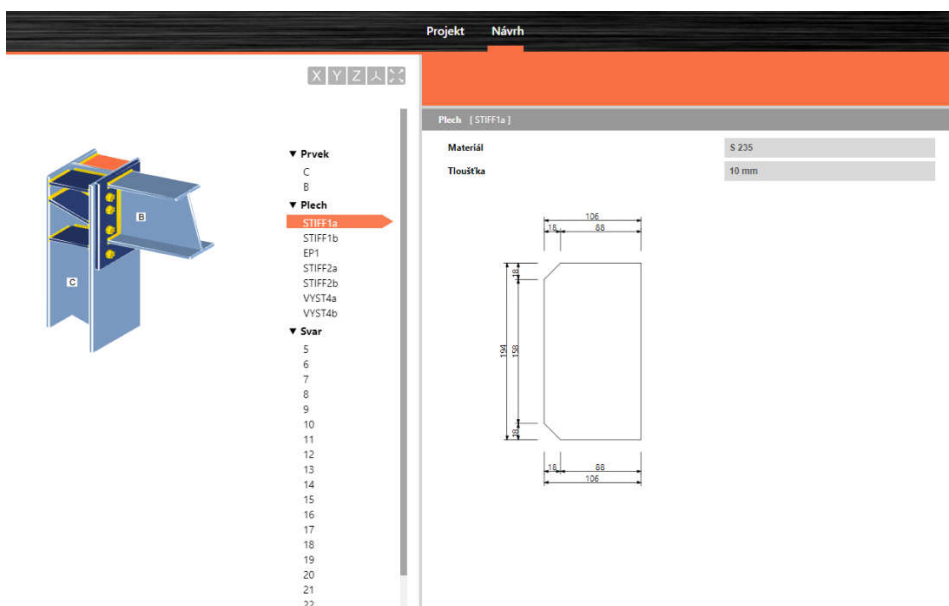 Projekt Návrh
X Y Z
Plech [ STIFF1a ]
Materiál S 235
Tloušťka 10 mm
▼ Prvek
C
B
▼ Plech
STIFF1a
STIFF1b
EP1
STIFF2a
STIFF2b
VYST4a
VYST4b
▼ Svar
5
6
7
8
9
10
11
12
13
14
15
16
17
18
19
20
21
22
B
C
106
18 88
18
194 158
18
18 88
106